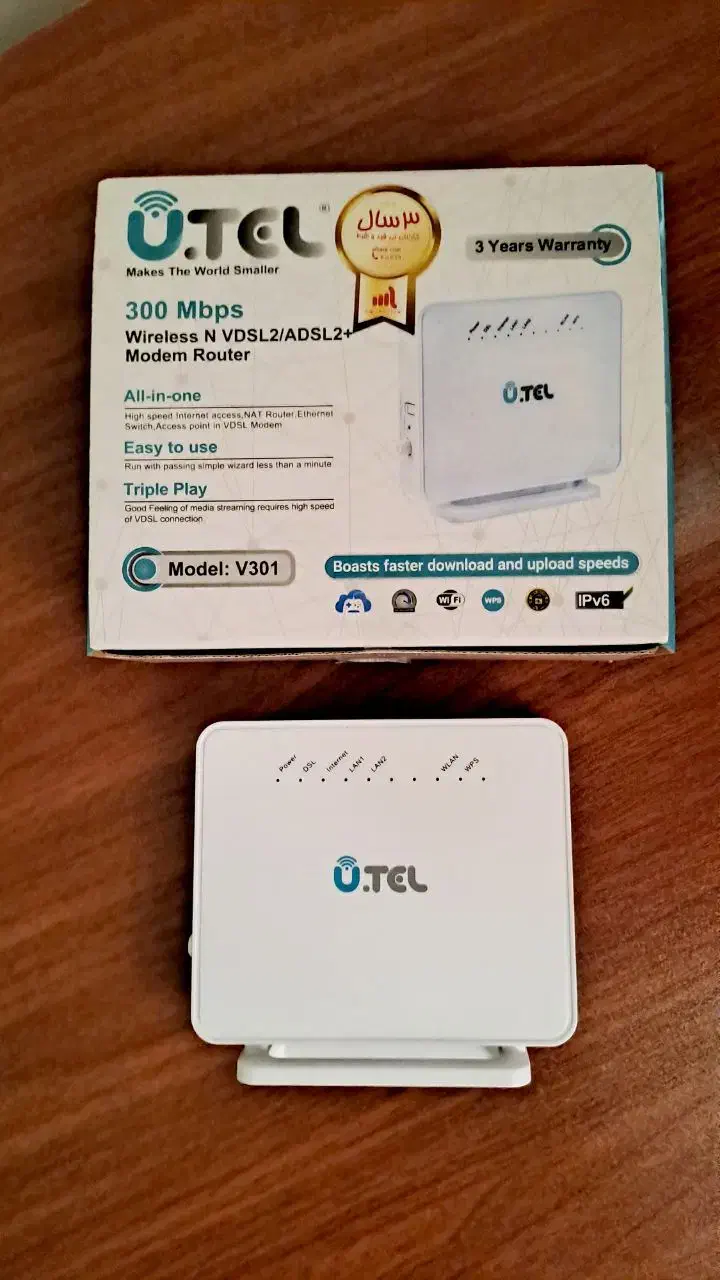 U.TEL®
Makes The World Smaller
۳ سال
3 Years Warranty
300 Mbps
Wireless N VDSL2/ADSL2+
Modem Router
All-in-one
High speed Internet access,NAT Router,Ethernet
Switch,Access point in VDSL Modem
Easy to use
Run with passing simple wizard less than a minute
Triple Play
Good Feeling of media streaming requires high speed
of VDSL connection
U.TEL
Model: V301
Boasts faster download and upload speeds
Wi Fi
WPS
IPv6
Power DSL Internet LAN1 LAN2 WLAN WPS
U.TEL